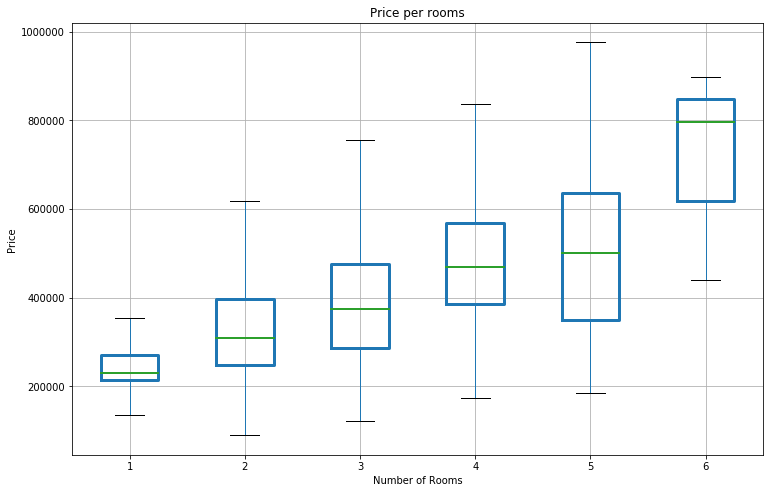 Price per rooms
1000000
800000
600000
400000
200000
Price
1 2 3 4 5 6
Number of Rooms